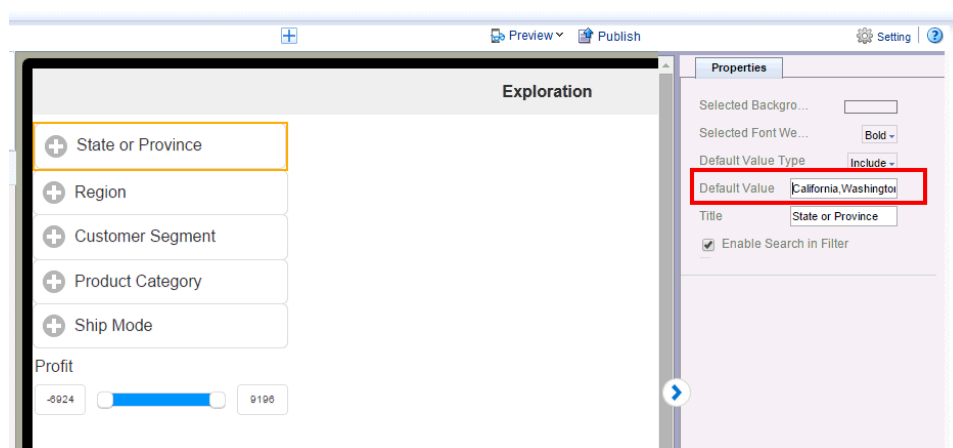 Preview Publish Setting ?
Properties
Exploration
Selected Backgro...
State or Province
Selected Font We... Bold
Default Value Type Include
Region
Default Value California,Washington
Title State or Province
Customer Segment
Enable Search in Filter
Product Category
Ship Mode
Profit
-6924 9196